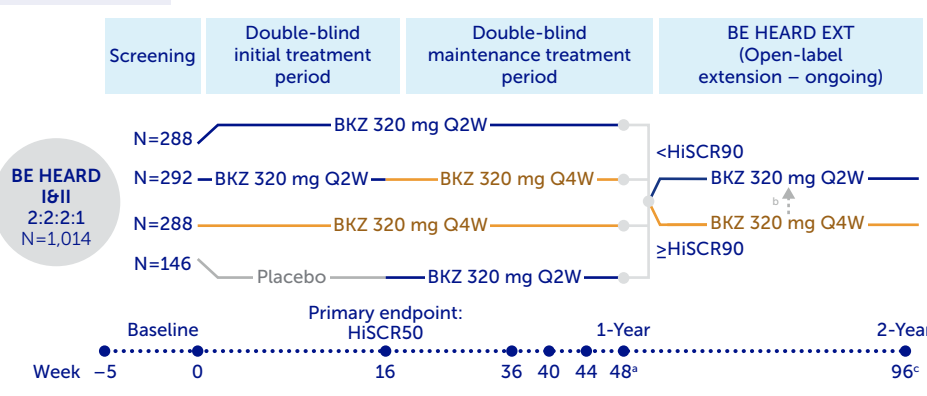 Screening
Double-blind
initial treatment
period
Double-blind
maintenance treatment
period
BE HEARD EXT
(Open-label
extension – ongoing)
BE HEARD
I&II
2:2:2:1
N=1,014
N=288
BKZ 320 mg Q2W
N=292
BKZ 320 mg Q2W
BKZ 320 mg Q4W
N=288
BKZ 320 mg Q4W
N=146
Placebo
BKZ 320 mg Q2W
<HiSCR90
BKZ 320 mg Q2W
b
BKZ 320 mg Q4W
≥HiSCR90
Baseline
Primary endpoint:
HiSCR50
1-Year
2-Year
Week –5 0 16 36 40 44 48ᵃ 96ᶜ